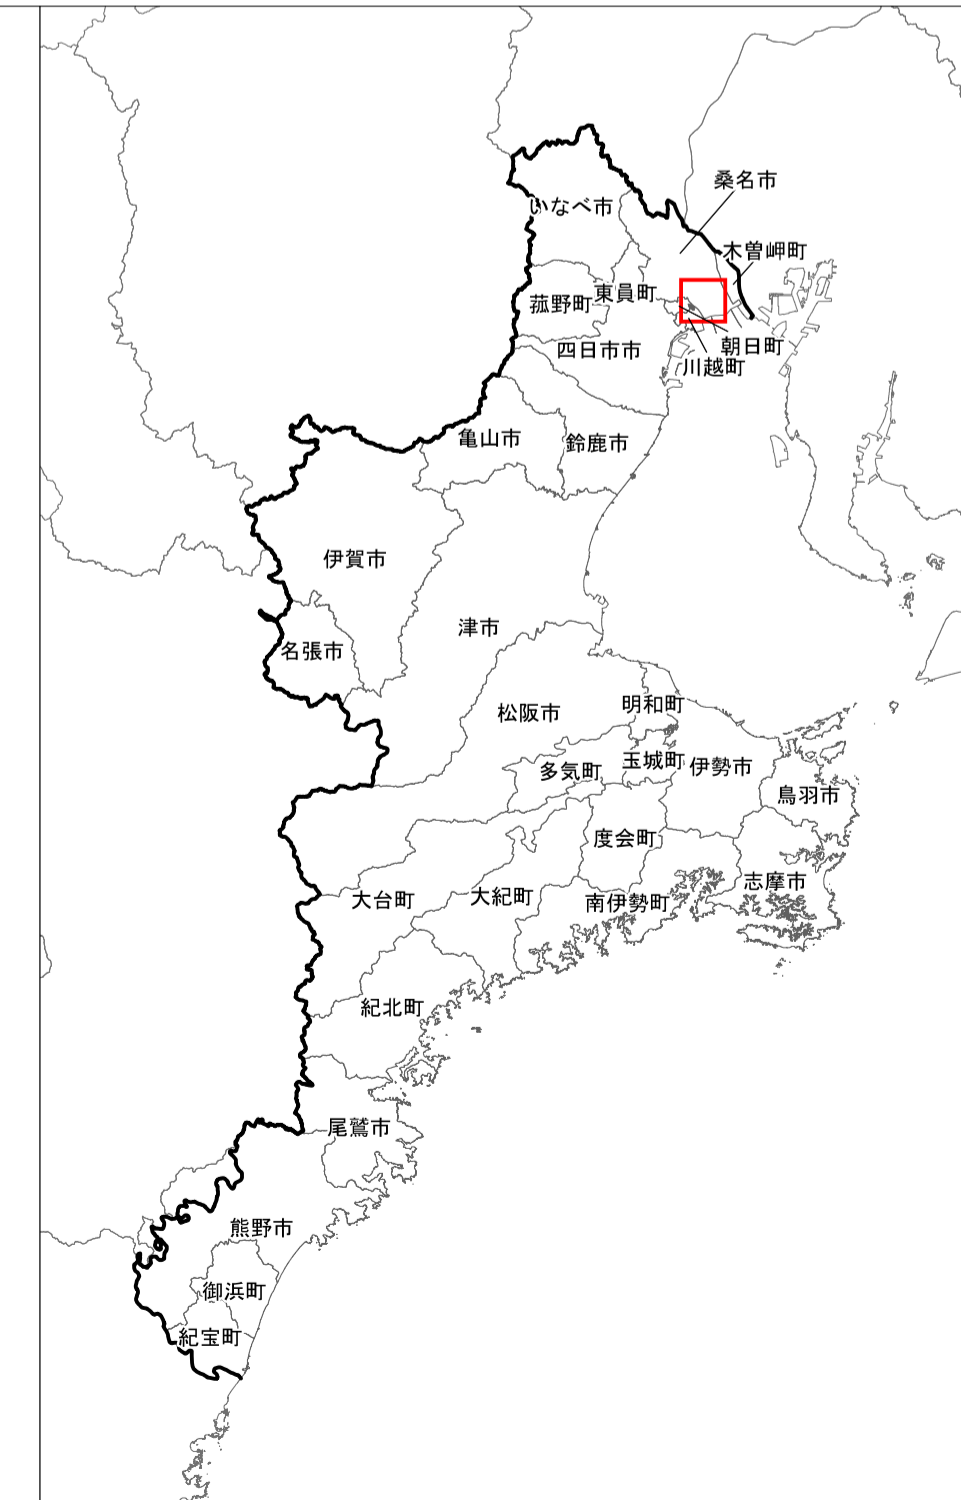 桑名市
いなべ市
木曽岬町
東員町
菰野町
朝日町
四日市市
川越町
亀山市
鈴鹿市
伊賀市
津市
名張市
明和町
松阪市
玉城町
伊勢市
多気町
鳥羽市
度会町
志摩市
大台町
大紀町
南伊勢町
紀北町
尾鷲市
熊野市
御浜町
紀宝町